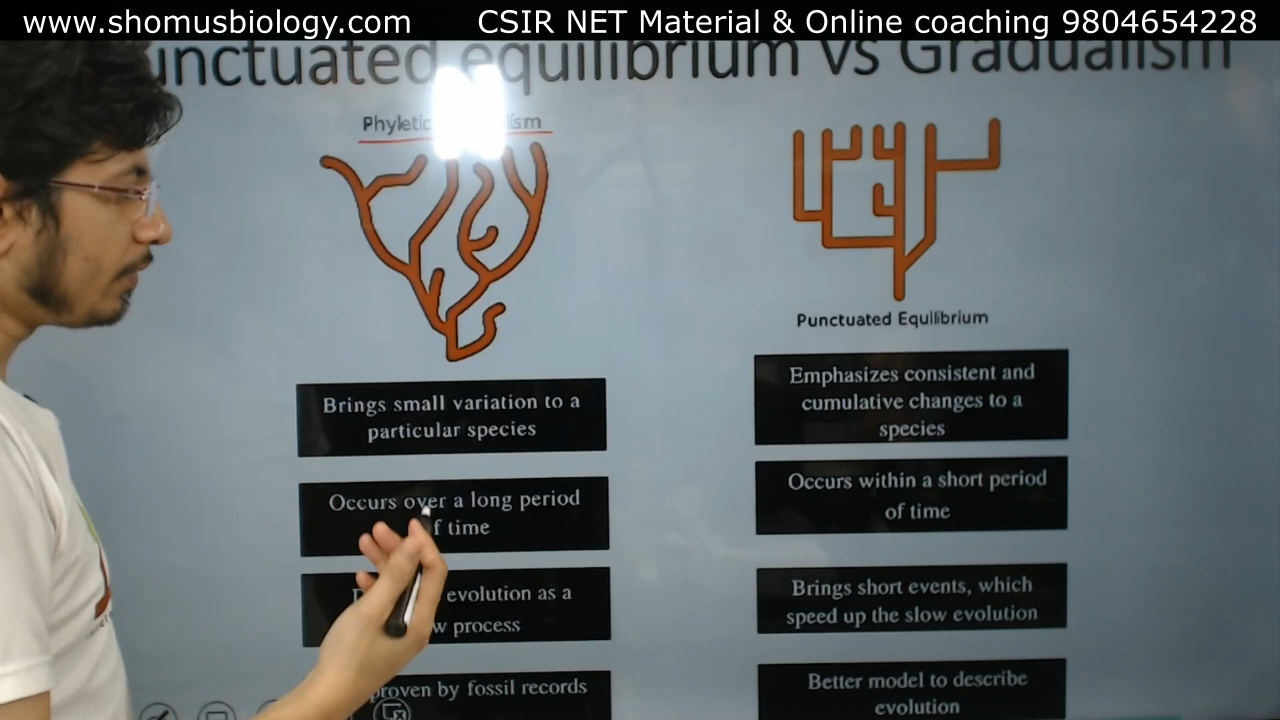 www.shomusbiology.com CSIR NET Material & Online coaching 9804654228
equilibrium vs Gradualism
Punctuated Equilibrium
Brings small variation to a
particular species
Occurs over a long period
of time
evolution as a
process
proven by fossil records
Emphasizes consistent and
cumulative changes to a
species
Occurs within a short period
of time
Brings short events, which
speed up the slow evolution
Better model to describe
evolution